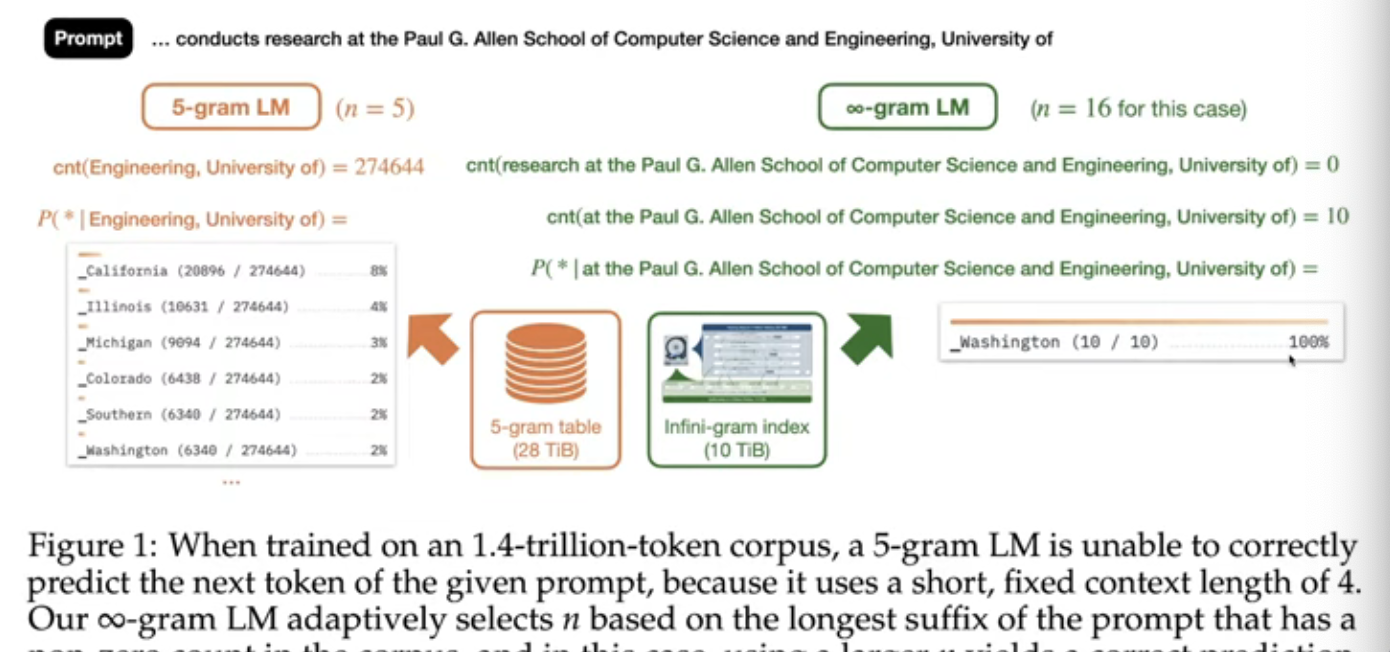 Prompt ... conducts research at the Paul G. Allen School of Computer Science and Engineering, University of
5-gram LM (n = 5)
cnt(Engineering, University of) = 274644
P( * | Engineering, University of) =
_California (20896 / 274644) 8%
_Illinois (10631 / 274644) 4%
_Michigan (9094 / 274644) 3%
_Colorado (6438 / 274644) 2%
_Southern (6340 / 274644) 2%
_Washington (6340 / 274644) 2%
...
5-gram table
(28 TiB)
∞-gram LM (n = 16 for this case)
cnt(research at the Paul G. Allen School of Computer Science and Engineering, University of) = 0
cnt(at the Paul G. Allen School of Computer Science and Engineering, University of) = 10
P( * | at the Paul G. Allen School of Computer Science and Engineering, University of) =
Infini-gram index
(10 TiB)
_Washington (10 / 10) 100%
Figure 1: When trained on an 1.4-trillion-token corpus, a 5-gram LM is unable to correctly
predict the next token of the given prompt, because it uses a short, fixed context length of 4.
Our ∞-gram LM adaptively selects n based on the longest suffix of the prompt that has a